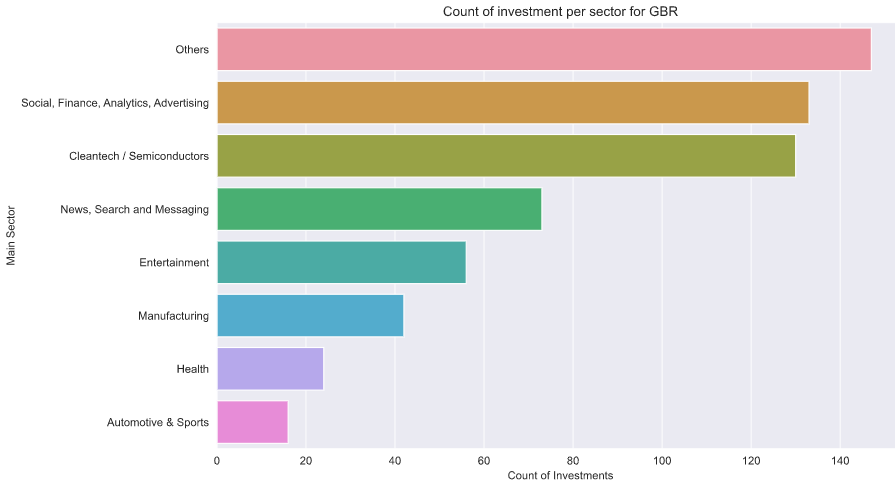 Count of investment per sector for GBR
Main Sector
Others
Social, Finance, Analytics, Advertising
Cleantech / Semiconductors
News, Search and Messaging
Entertainment
Manufacturing
Health
Automotive & Sports
0 20 40 60 80 100 120 140
Count of Investments